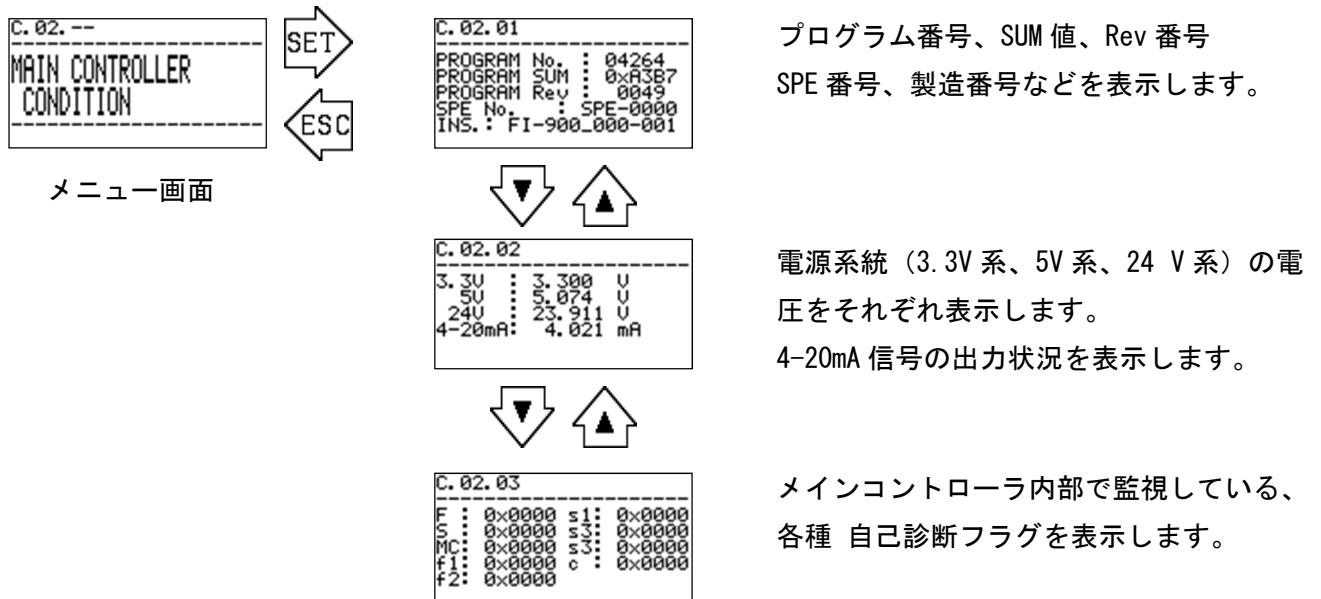 C.02.--
MAIN CONTROLLER
CONDITION
SET
ESC
メニュー画面
C.02.01
PROGRAM No. : 04264
PROGRAM SUM : 0xA3B7
PROGRAM Rev : 0049
SPE No. : SPE-0000
INS.: FI-900_000-001
プログラム番号、SUM 値、Rev 番号
SPE 番号、製造番号などを表示します。
▼ ▲
C.02.02
3.3V : 3.300 V
5V : 5.074 V
24V : 23.911 V
4-20mA: 4.021 mA
電源系統（3.3V 系、5V 系、24 V 系）の電
圧をそれぞれ表示します。
4-20mA 信号の出力状況を表示します。
▼ ▲
C.02.03
F : 0x0000 s1: 0x0000
S : 0x0000 s3: 0x0000
MC: 0x0000 s3: 0x0000
f1: 0x0000 c : 0x0000
f2: 0x0000
メインコントローラ内部で監視している、
各種 自己診断フラグを表示します。